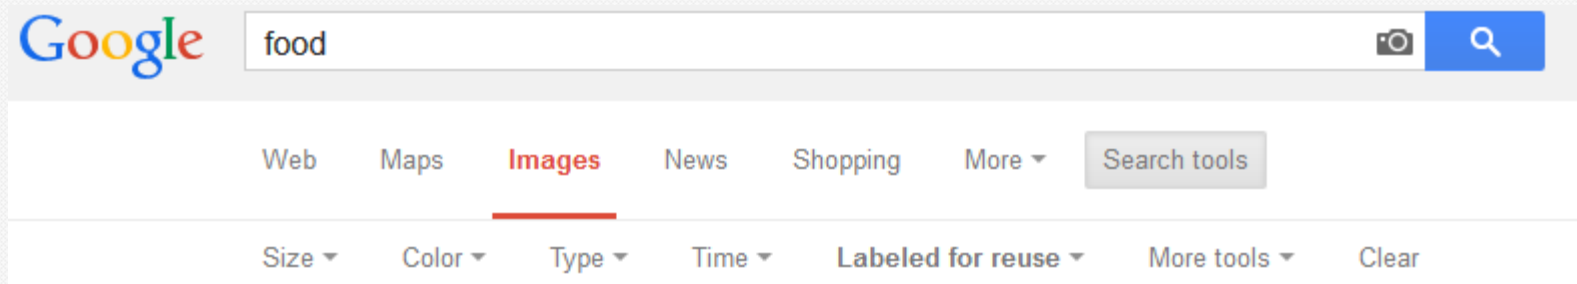 Google food
Web Maps Images News Shopping More Search tools
Size Color Type Time Labeled for reuse More tools Clear